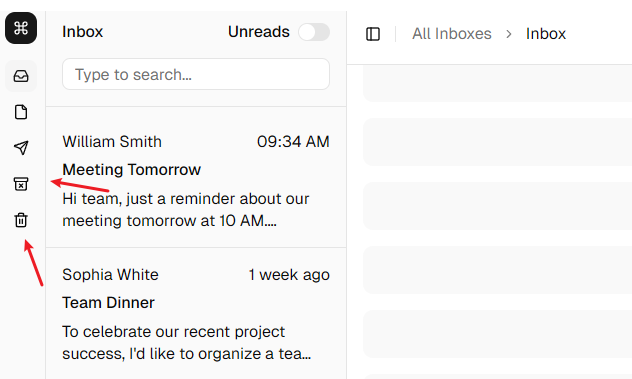 Inbox
Unreads
All Inboxes
Inbox
Type to search...
William Smith
09:34 AM
Meeting Tomorrow
Hi team, just a reminder about our
meeting tomorrow at 10 AM....
Sophia White
1 week ago
Team Dinner
To celebrate our recent project
success, I'd like to organize a tea...